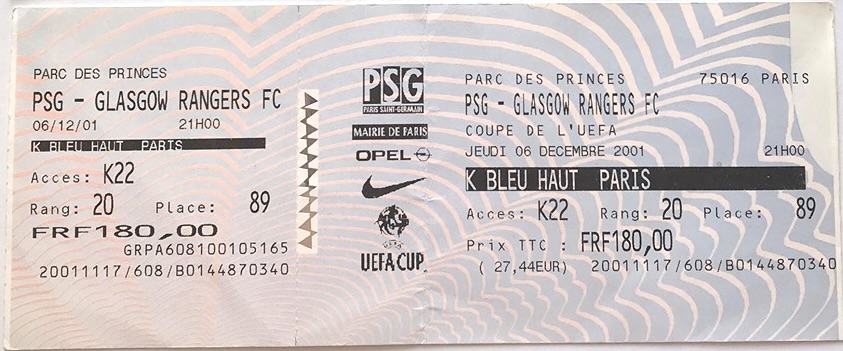 PARC DES PRINCES
PSG - GLASGOW RANGERS FC
06/12/01 21H00
K BLEU HAUT PARIS
Acces: K22
Rang: 20 Place: 89
FRF180,00
GRPA608100105165
20011117/608/B0144870340
PSG
PARIS SAINT-GERMAIN
MAIRIE DE PARIS
OPEL
UEFA CUP
PARC DES PRINCES 75016 PARIS
PSG - GLASGOW RANGERS FC
COUPE DE L'UEFA
JEUDI 06 DECEMBRE 2001 21H00
K BLEU HAUT PARIS
Acces: K22 Rang: 20 Place: 89
Prix TTC : FRF180,00
( 27,44EUR) 20011117/608/B0144870340